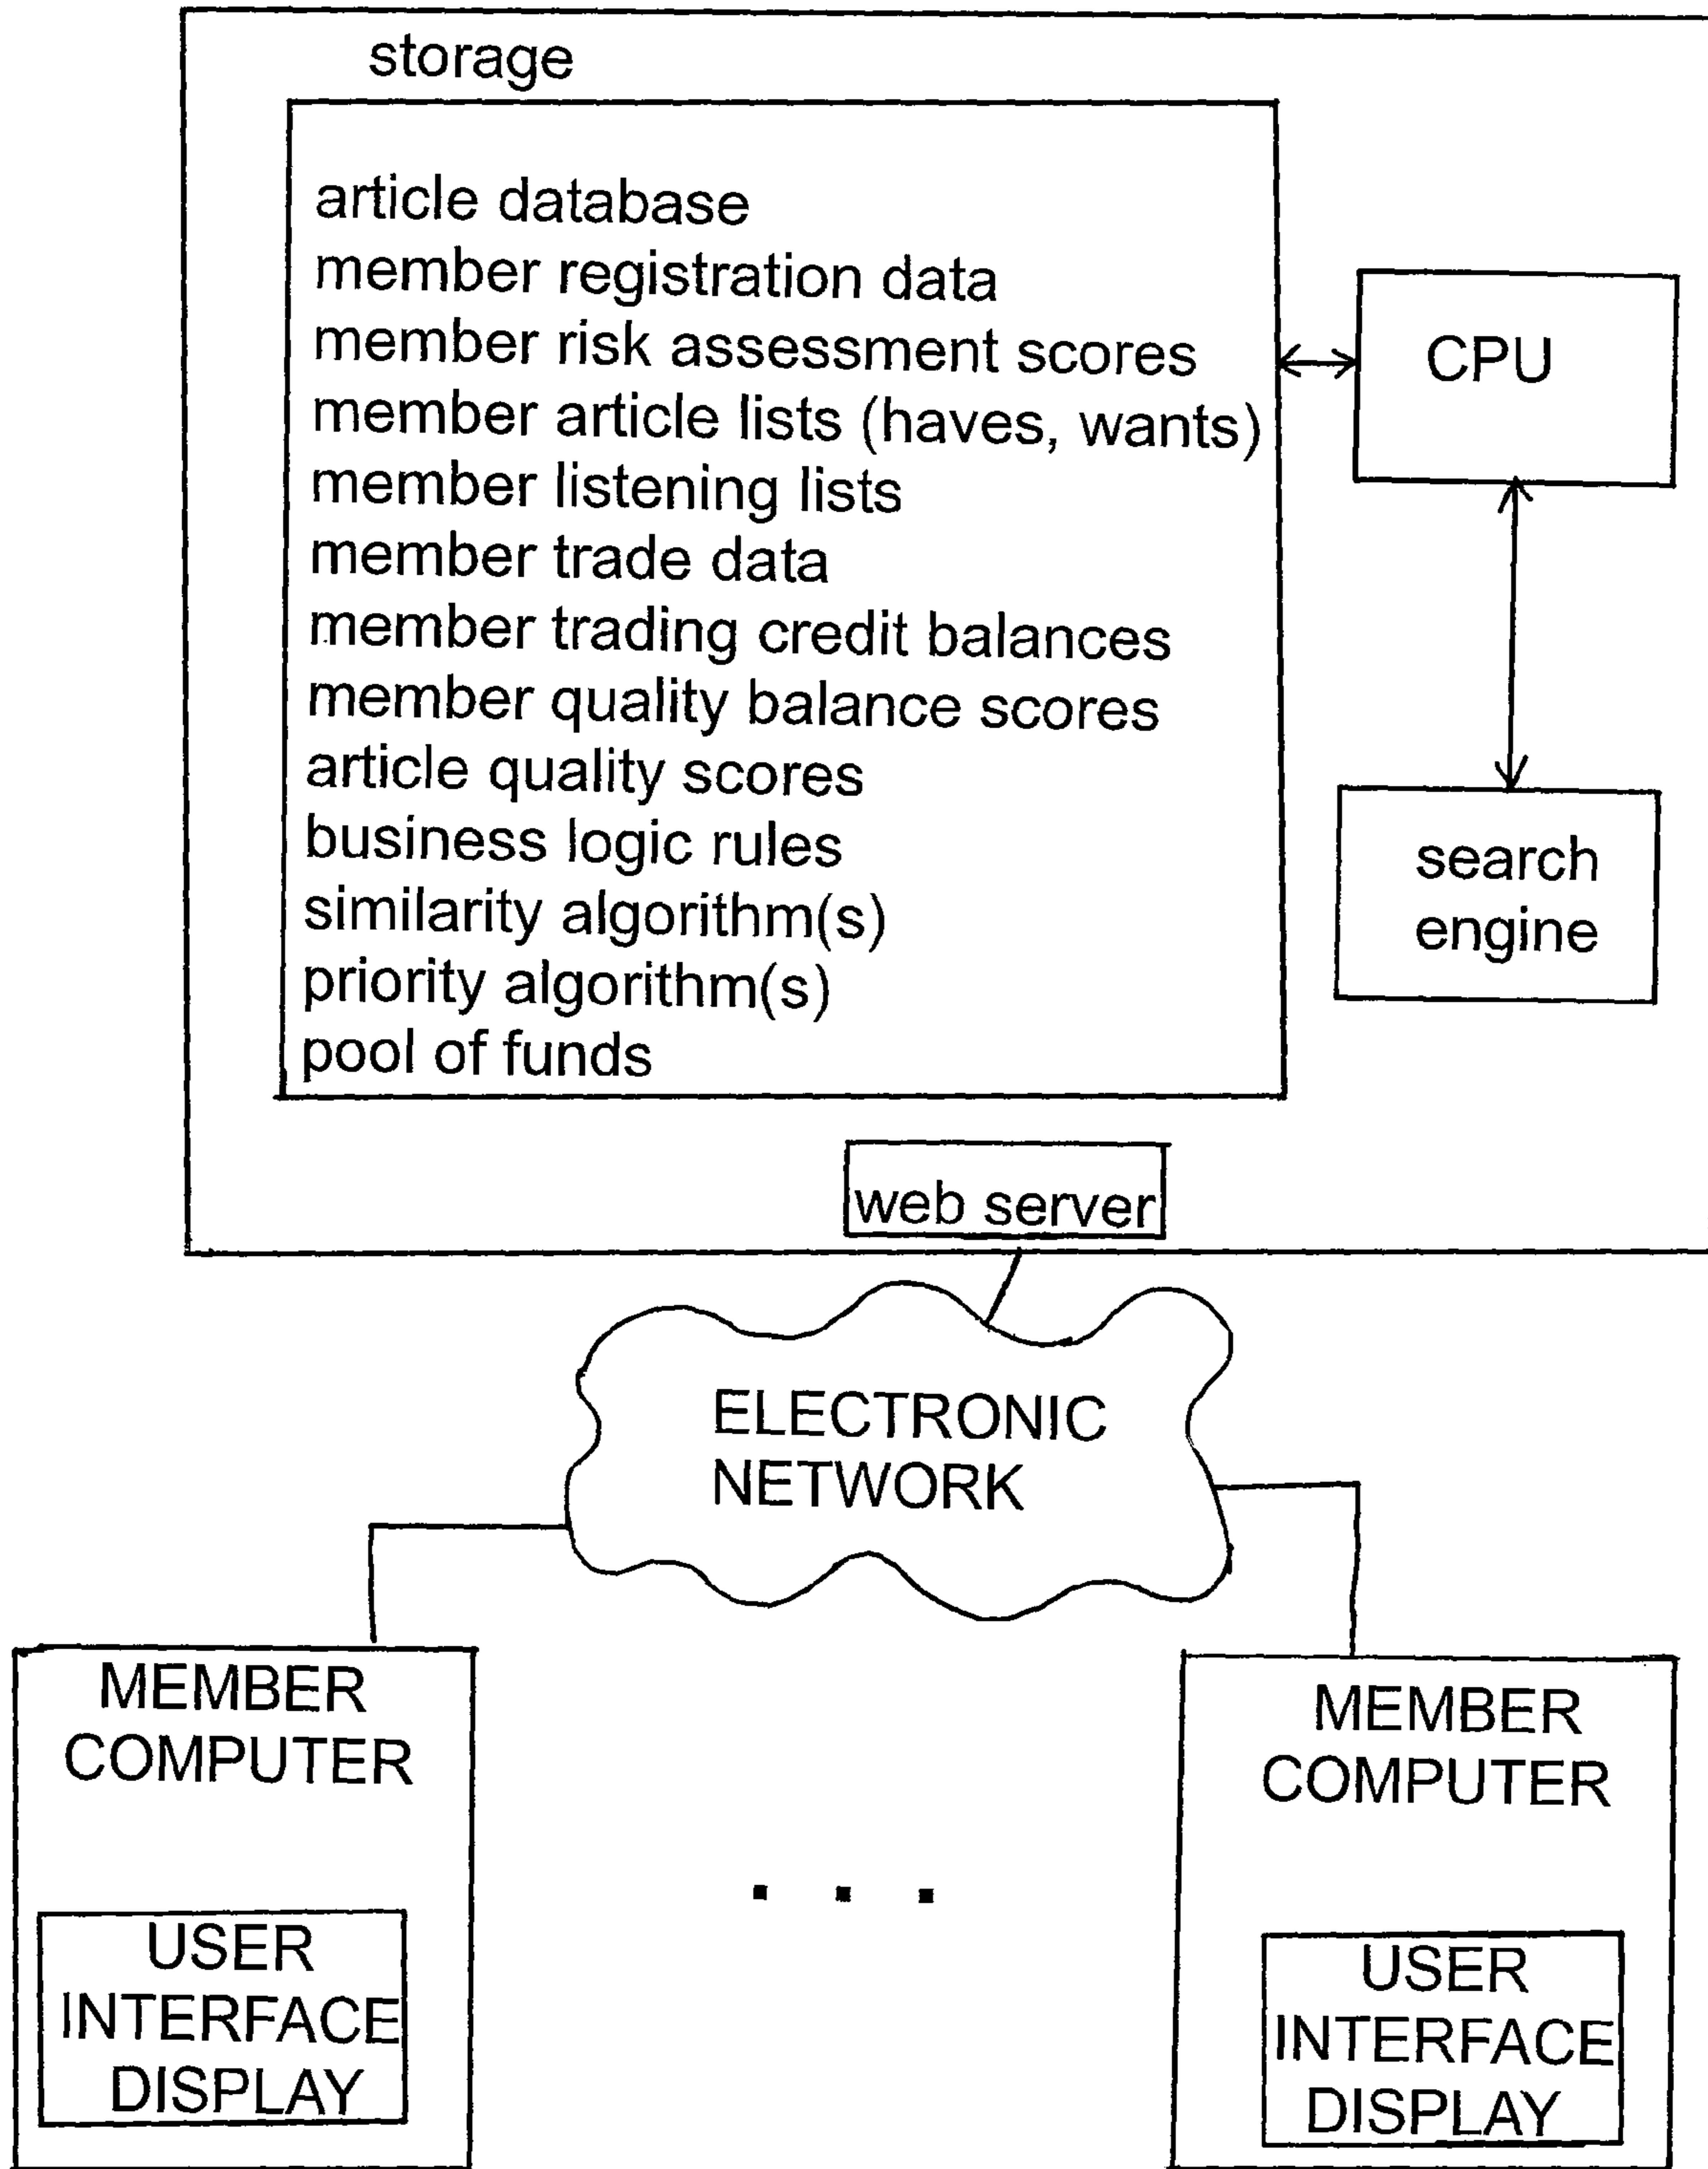 storage
article database
member registration data
member risk assessment scores
member article lists (haves, wants)
member listening lists
member trade data
member trading credit balances
member quality balance scores
article quality scores
business logic rules
similarity algorithm(s)
priority algorithm(s)
pool of funds
CPU
search
engine
web server
ELECTRONIC
NETWORK
MEMBER
COMPUTER
USER
INTERFACE
DISPLAY
. . .
MEMBER
COMPUTER
USER
INTERFACE
DISPLAY